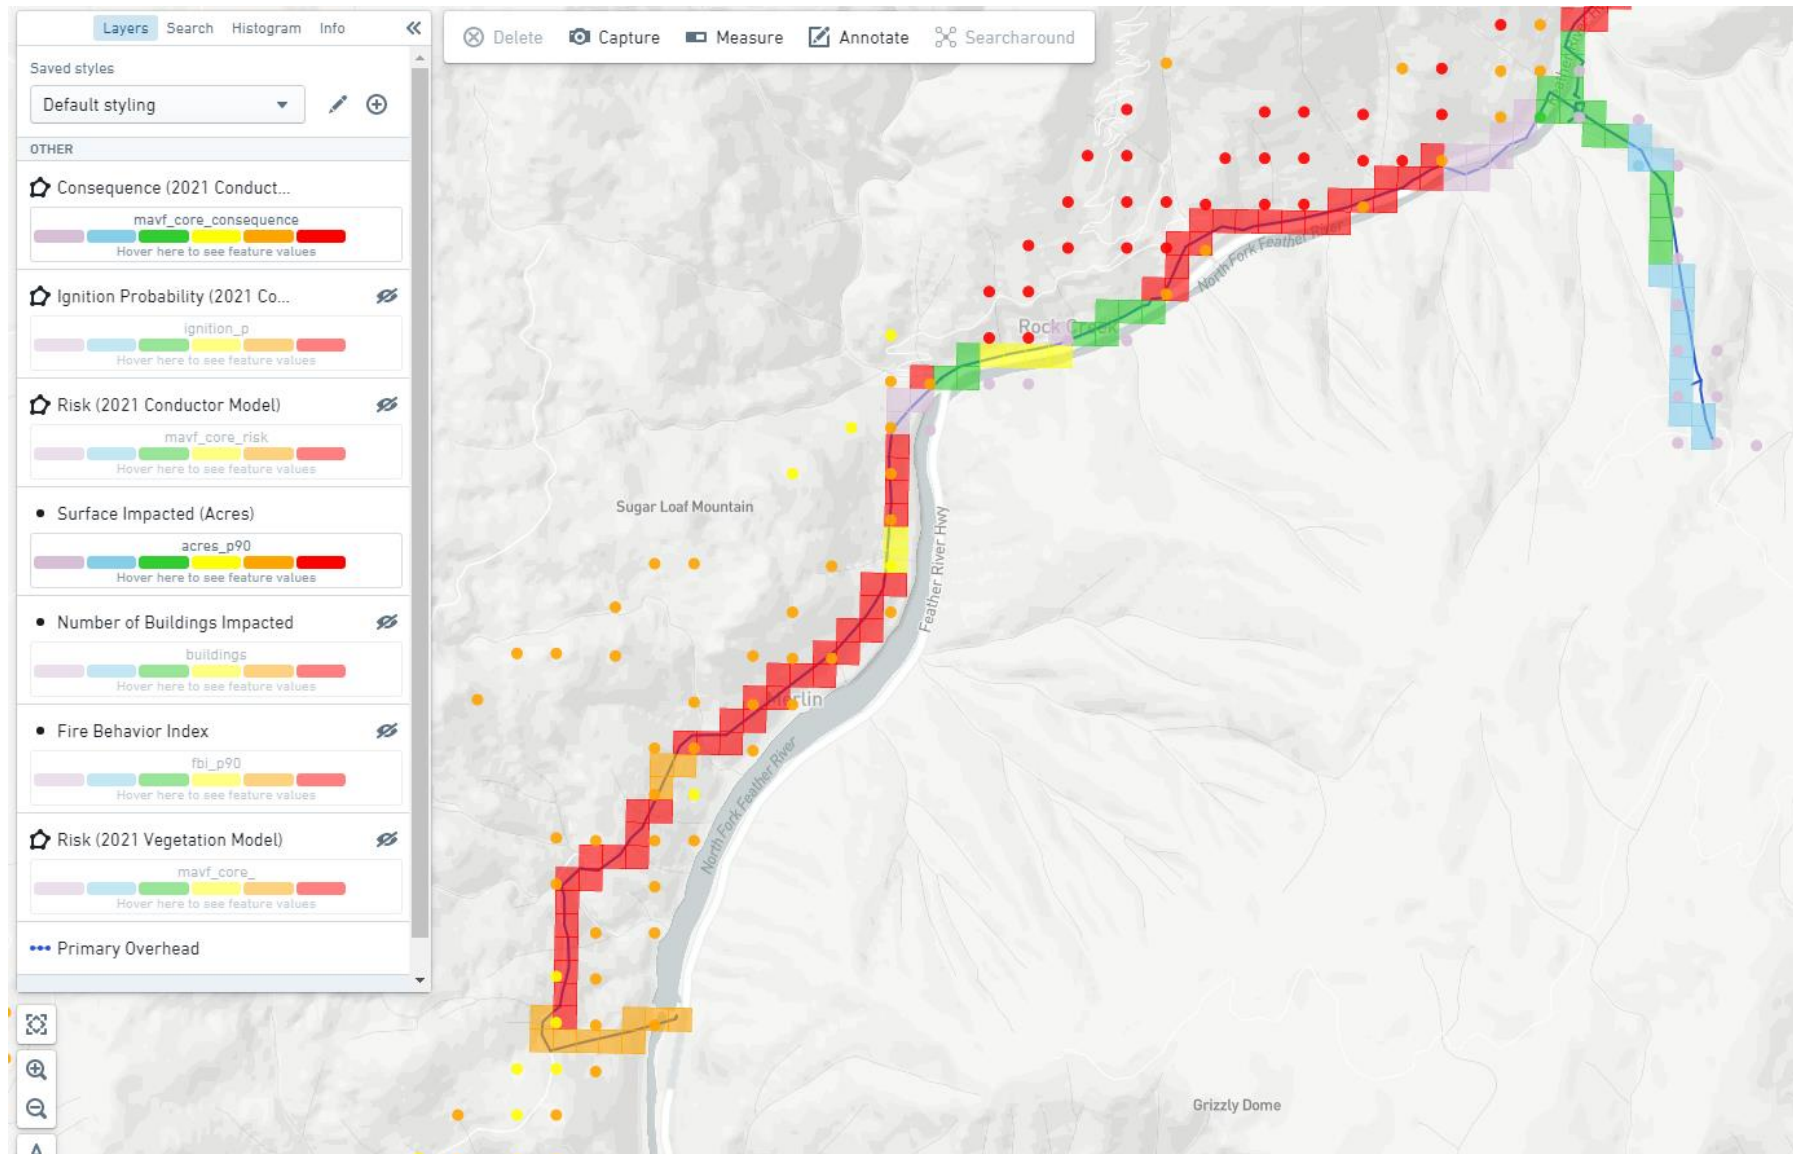 Layers Search Histogram Info
Delete Capture Measure Annotate Searcharound
Saved styles
Default styling
OTHER
Consequence (2021 Conduct...
mavf_core_consequence
Hover here to see feature values
Ignition Probability (2021 Co...
ignition_p
Hover here to see feature values
Risk (2021 Conductor Model)
mavf_core_risk
Hover here to see feature values
Surface Impacted (Acres)
acres_p90
Hover here to see feature values
Number of Buildings Impacted
buildings
Hover here to see feature values
Fire Behavior Index
fbi_p90
Hover here to see feature values
Risk (2021 Vegetation Model)
mavf_core_
Hover here to see feature values
Primary Overhead
North Fork Feather River
Rock Creek
Sugar Loaf Mountain
Feather River Hwy
Merlin
North Fork Feather River
Grizzly Dome